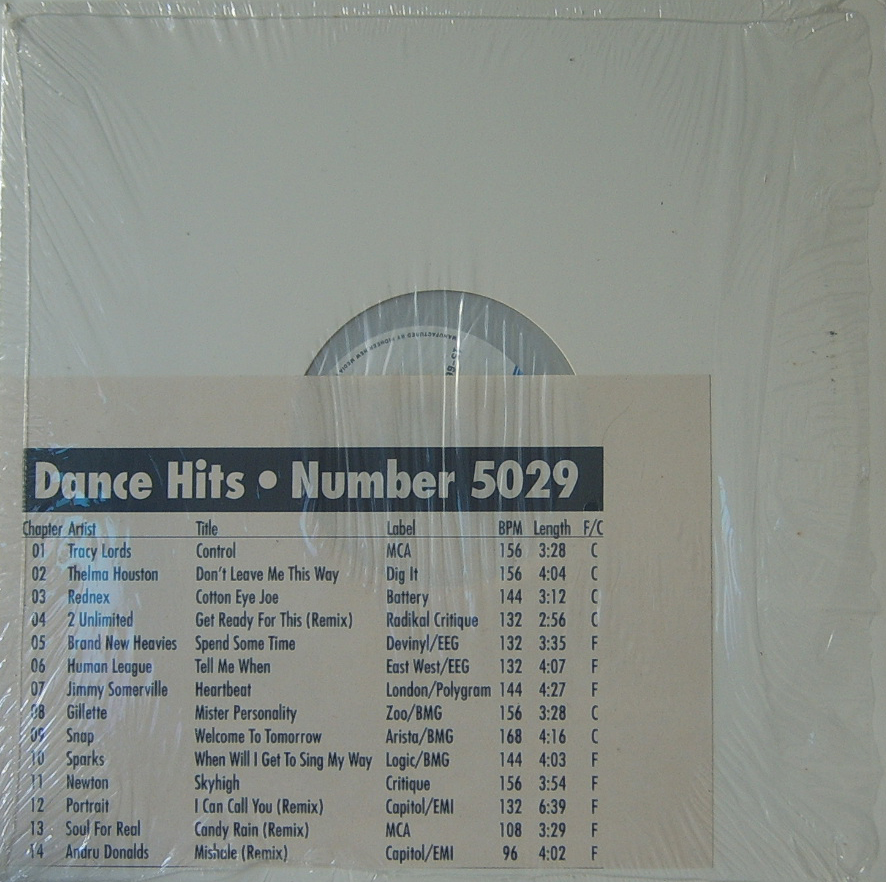 MANUFACTURED BY PIONEER NEW MEDIA
Dance Hits • Number 5029
Chapter Artist Title Label BPM Length F/C
01 Tracy Lords Control MCA 156 3:28 C
02 Thelma Houston Don't Leave Me This Way Dig It 156 4:04 C
03 Rednex Cotton Eye Joe Battery 144 3:12 C
04 2 Unlimited Get Ready For This (Remix) Radikal Critique 132 2:56 C
05 Brand New Heavies Spend Some Time Devinyl/EEG 132 3:35 F
06 Human League Tell Me When East West/EEG 132 4:07 F
07 Jimmy Somerville Heartbeat London/Polygram 144 4:27 F
08 Gillette Mister Personality Zoo/BMG 156 3:28 C
09 Snap Welcome To Tomorrow Arista/BMG 168 4:16 C
10 Sparks When Will I Get To Sing My Way Logic/BMG 144 4:03 F
11 Newton Skyhigh Critique 156 3:54 F
12 Portrait I Can Call You (Remix) Capitol/EMI 132 6:39 F
13 Soul For Real Candy Rain (Remix) MCA 108 3:29 F
14 Andru Donalds Mishale (Remix) Capitol/EMI 96 4:02 F